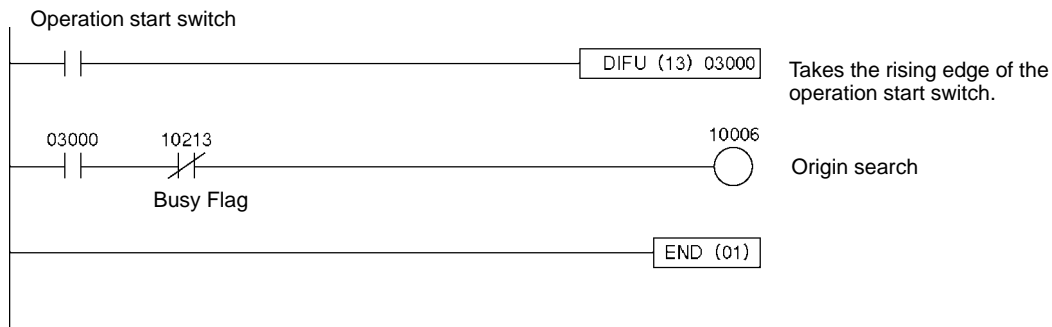 Operation start switch
DIFU (13) 03000
Takes the rising edge of the
operation start switch.
03000
10213
10006
Busy Flag
Origin search
END (01)